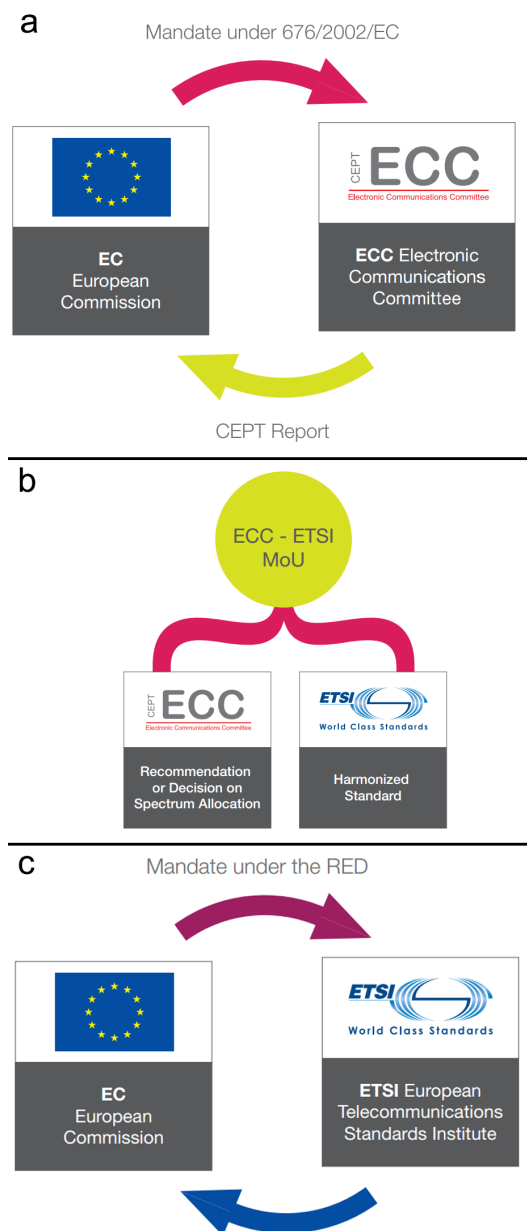 a
Mandate under 676/2002/EC
CEPT
ECC
Electronic Communications Committee
EC
European
Commission
ECC Electronic
Communications
Committee
CEPT Report
b
ECC - ETSI
MoU
CEPT
ECC
Electronic Communications Committee
ETSI
World Class Standards
Recommendation
or Decision on
Spectrum Allocation
Harmonized
Standard
c
Mandate under the RED
ETSI
World Class Standards
EC
European
Commission
ETSI European
Telecommunications
Standards Institute